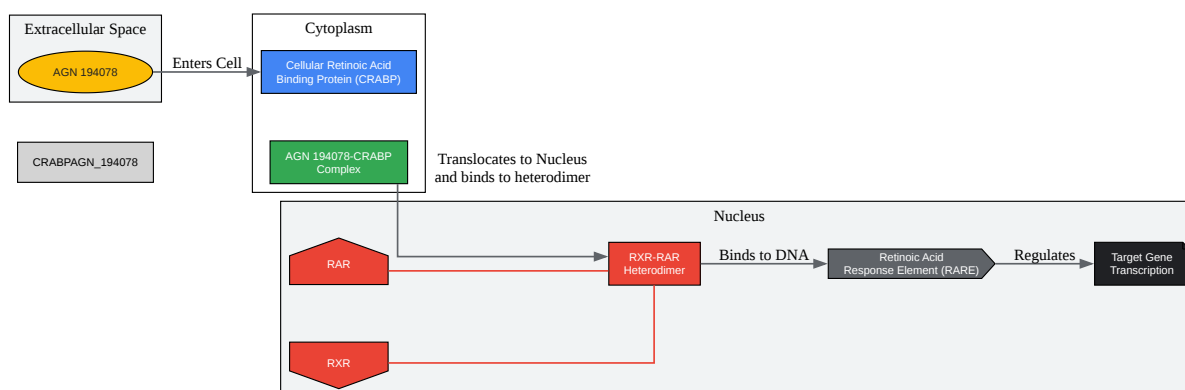 Extracellular Space
AGN 194078
Enters Cell
Cytoplasm
Cellular Retinoic Acid
Binding Protein (CRABP)
CRABPAGN_194078
AGN 194078-CRABP
Complex
Translocates to Nucleus
and binds to heterodimer
Nucleus
RAR
RXR-RAR
Heterodimer
Binds to DNA
Retinoic Acid
Response Element (RARE)
Regulates
Target Gene
Transcription
RXR